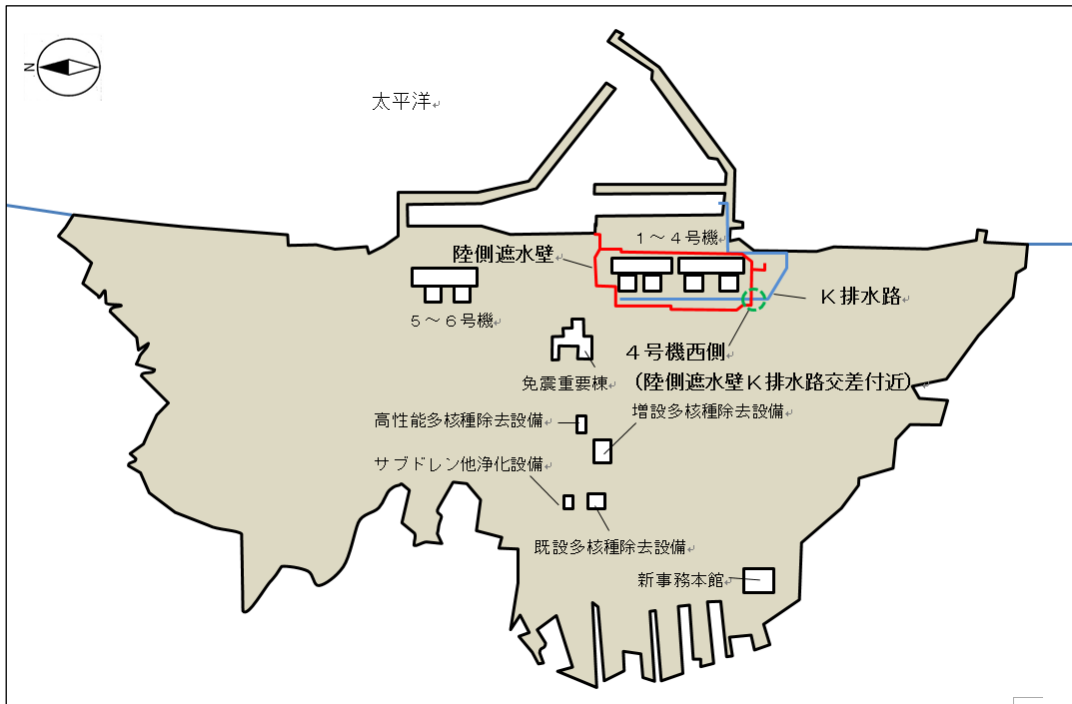 N
太平洋
１～４号機
陸側遮水壁
Ｋ排水路
５～６号機
４号機西側
（陸側遮水壁Ｋ排水路交差付近）
免震重要棟
増設多核種除去設備
高性能多核種除去設備
サブドレン他浄化設備
既設多核種除去設備
新事務本館